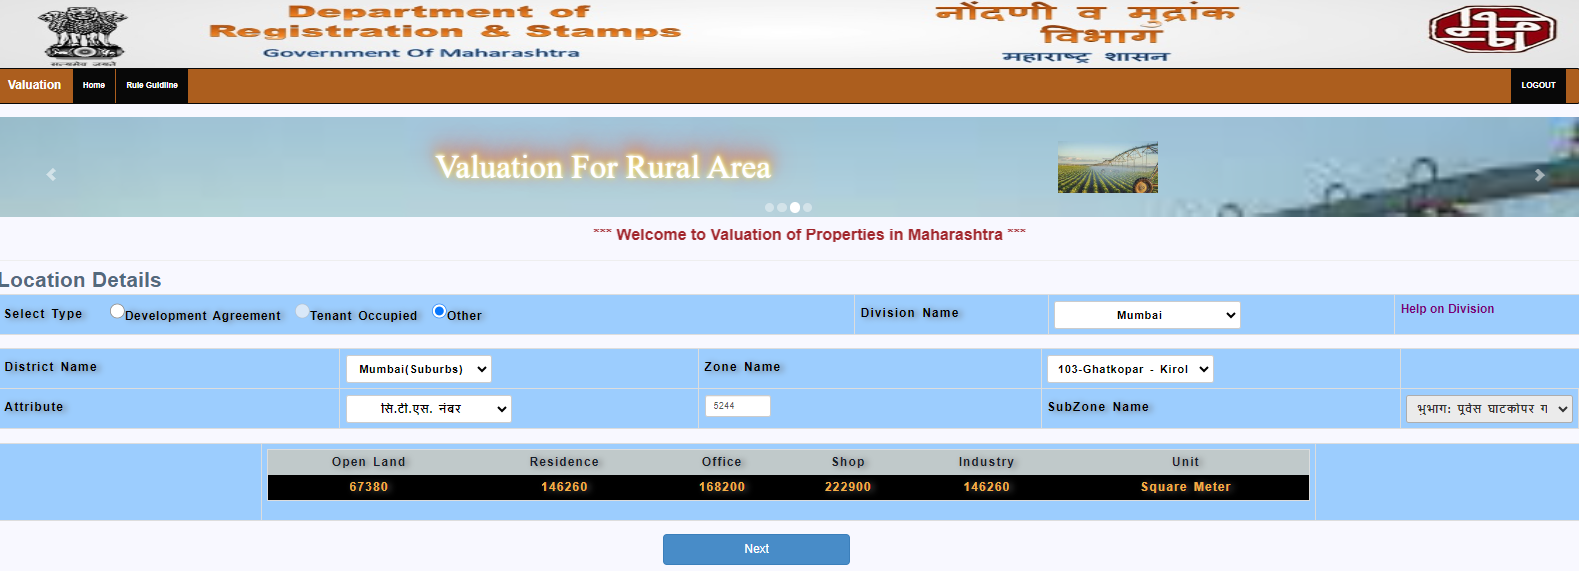 Department of
Registration & Stamps
Government Of Maharashtra
नोंदणी व मुद्रांक
विभाग
महाराष्ट्र शासन
सत्यमेव जयते
Valuation Home Rule Guidline LOGOUT
Valuation For Rural Area
*** Welcome to Valuation of Properties in Maharashtra ***
Location Details
Select Type Development Agreement Tenant Occupied Other Division Name Mumbai Help on Division
District Name Mumbai(Suburbs) Zone Name 103-Ghatkopar - Kirol
Attribute सि.टी.एस. नंबर 5244 SubZone Name भुभाग: पूर्वेस घाटकोपर ग
Open Land Residence Office Shop Industry Unit
67380 146260 168200 222900 146260 Square Meter
Next